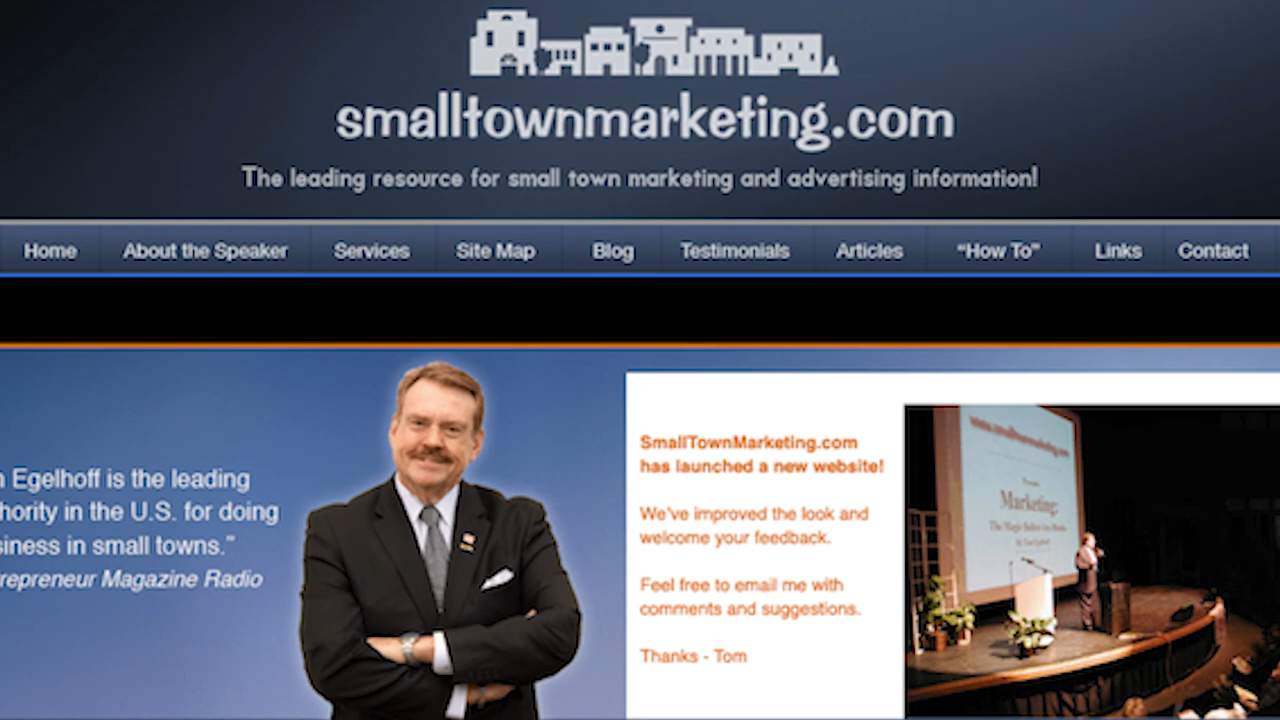 smalltownmarketing.com
The leading resource for small town marketing and advertising information!
Home About the Speaker Services Site Map Blog Testimonials Articles “How To” Links Contact
Egelhoff is the leading
hority in the U.S. for doing
siness in small towns.”
repreneur Magazine Radio
SmallTownMarketing.com
has launched a new website!
We've improved the look and
welcome your feedback.
Feel free to email me with
comments and suggestions.
Thanks - Tom
www.smalltownmarketing.com
Marketing: